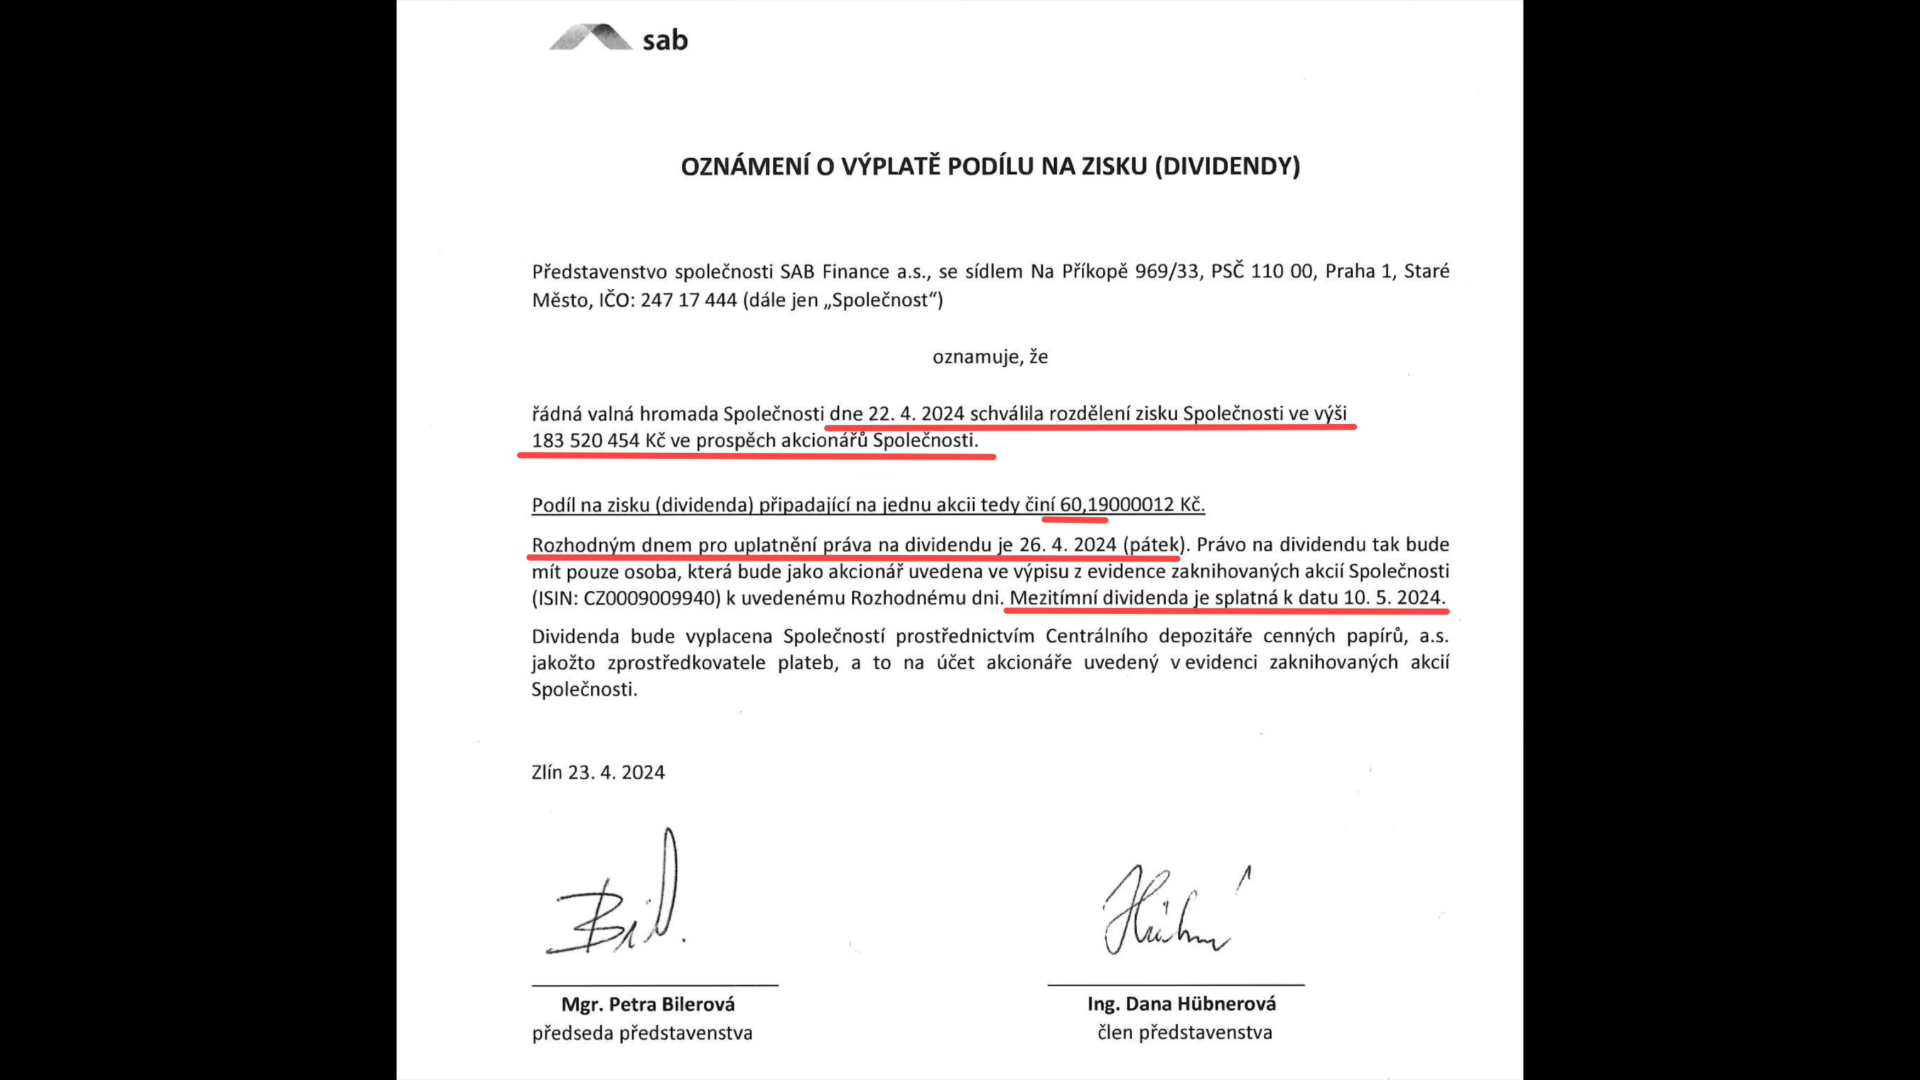 sab
OZNÁMENÍ O VÝPLATĚ PODÍLU NA ZISKU (DIVIDENDY)
Představenstvo společnosti SAB Finance a.s., se sídlem Na Příkopě 969/33, PSČ 110 00, Praha 1, Staré
Město, IČO: 247 17 444 (dále jen „Společnost“)
oznamuje, že
řádná valná hromada Společnosti dne 22. 4. 2024 schválila rozdělení zisku Společnosti ve výši
183 520 454 Kč ve prospěch akcionářů Společnosti.
Podíl na zisku (dividenda) připadající na jednu akcii tedy činí 60,19000012 Kč.
Rozhodným dnem pro uplatnění práva na dividendu je 26. 4. 2024 (pátek). Právo na dividendu tak bude
mít pouze osoba, která bude jako akcionář uvedena ve výpisu z evidence zaknihovaných akcií Společnosti
(ISIN: CZ0009009940) k uvedenému Rozhodnému dni. Mezitímní dividenda je splatná k datu 10. 5. 2024.
Dividenda bude vyplacena Společností prostřednictvím Centrálního depozitáře cenných papírů, a.s.
jakožto zprostředkovatele plateb, a to na účet akcionáře uvedený v evidenci zaknihovaných akcií
Společnosti.
Zlín 23. 4. 2024
Mgr. Petra Bilerová
předseda představenstva
Ing. Dana Hübnerová
člen představenstva